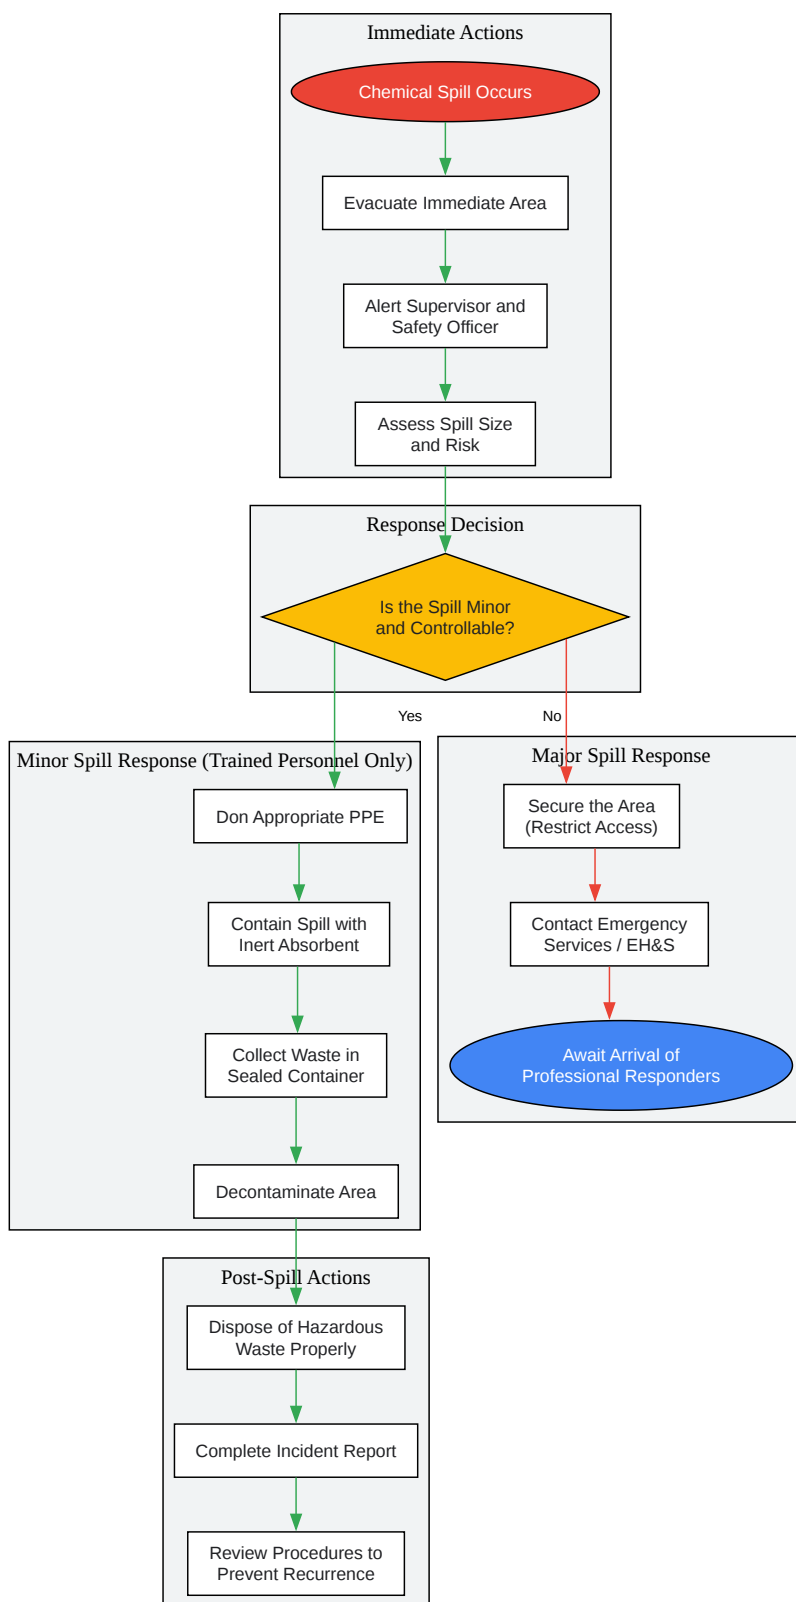 Immediate Actions
Chemical Spill Occurs
Evacuate Immediate Area
Alert Supervisor and
Safety Officer
Assess Spill Size
and Risk
Response Decision
Is the Spill Minor
and Controllable?
Yes
No
Minor Spill Response (Trained Personnel Only)
Don Appropriate PPE
Contain Spill with
Inert Absorbent
Collect Waste in
Sealed Container
Decontaminate Area
Major Spill Response
Secure the Area
(Restrict Access)
Contact Emergency
Services / EH&S
Await Arrival of
Professional Responders
Post-Spill Actions
Dispose of Hazardous
Waste Properly
Complete Incident Report
Review Procedures to
Prevent Recurrence